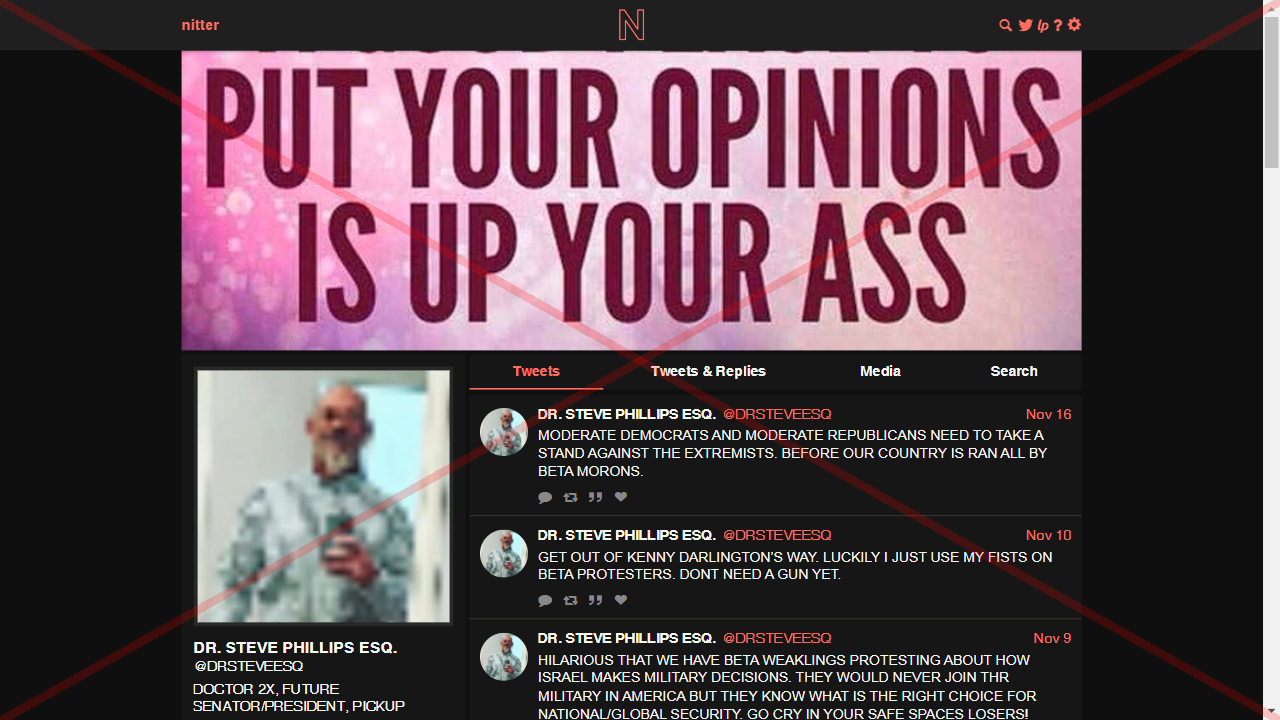 nitter
N
lp ?
PUT YOUR OPINIONS
IS UP YOUR ASS
Tweets Tweets & Replies Media Search
DR. STEVE PHILLIPS ESQ. @DRSTEVEESQ Nov 16
MODERATE DEMOCRATS AND MODERATE REPUBLICANS NEED TO TAKE A
STAND AGAINST THE EXTREMISTS. BEFORE OUR COUNTRY IS RAN ALL BY
BETA MORONS.
DR. STEVE PHILLIPS ESQ. @DRSTEVEESQ Nov 10
GET OUT OF KENNY DARLINGTON'S WAY. LUCKILY I JUST USE MY FISTS ON
BETA PROTESTERS. DONT NEED A GUN YET.
DR. STEVE PHILLIPS ESQ. @DRSTEVEESQ Nov 9
HILARIOUS THAT WE HAVE BETA WEAKLINGS PROTESTING ABOUT HOW
ISRAEL MAKES MILITARY DECISIONS. THEY WOULD NEVER JOIN THR
MILITARY IN AMERICA BUT THEY KNOW WHAT IS THE RIGHT CHOICE FOR
NATIONAL/GLOBAL SECURITY. GO CRY IN YOUR SAFE SPACES LOSERS!
DR. STEVE PHILLIPS ESQ.
@DRSTEVEESQ
DOCTOR 2X, FUTURE
SENATOR/PRESIDENT, PICKUP